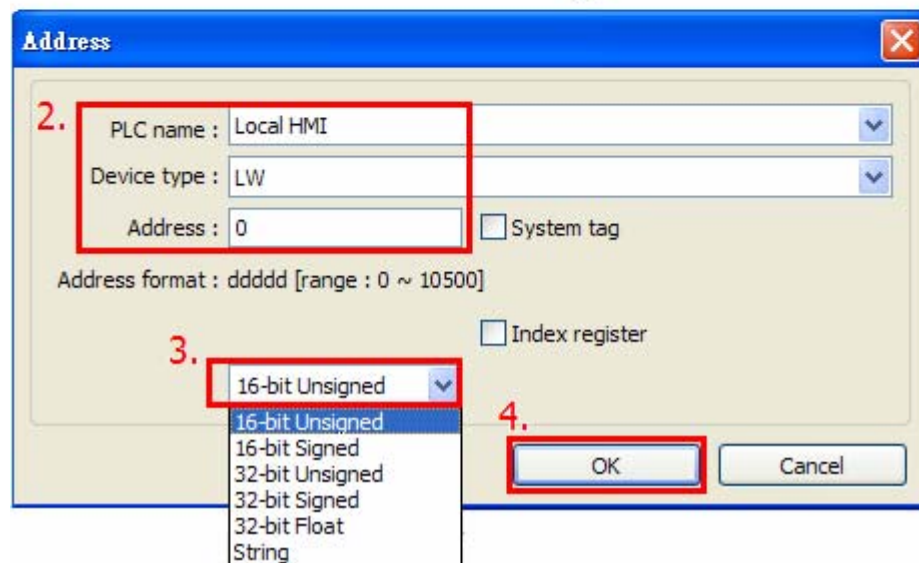 Address
2.
PLC name : Local HMI
Device type : LW
Address : 0
System tag
Address format : ddddd [range : 0 ~ 10500]
Index register
3.
16-bit Unsigned
16-bit Unsigned
16-bit Signed
32-bit Unsigned
32-bit Signed
32-bit Float
String
4.
OK
Cancel